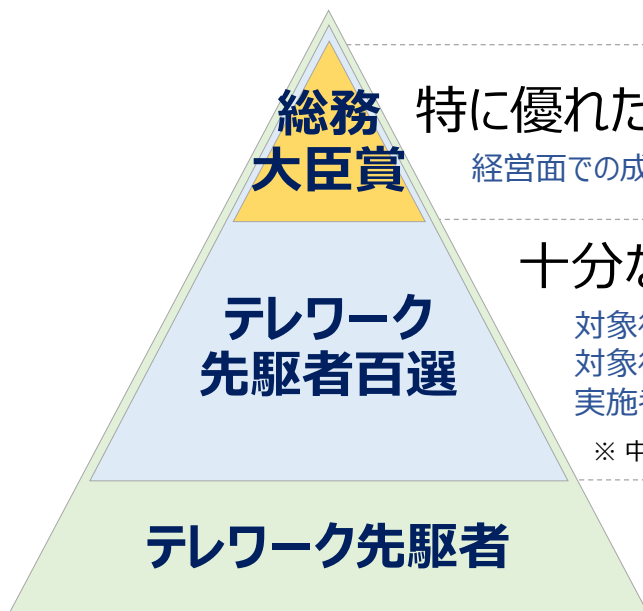 総務
大臣賞
特に優れた
経営面での成
テレワーク
先駆者百選
十分な
対象
対象
実施
※ 中
テレワーク先駆者